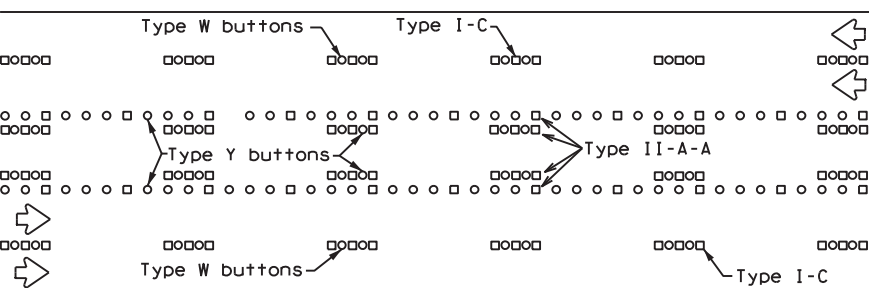 Type W buttons
Type I-C
Type Y buttons
Type II-A-A
Type W buttons
Type I-C